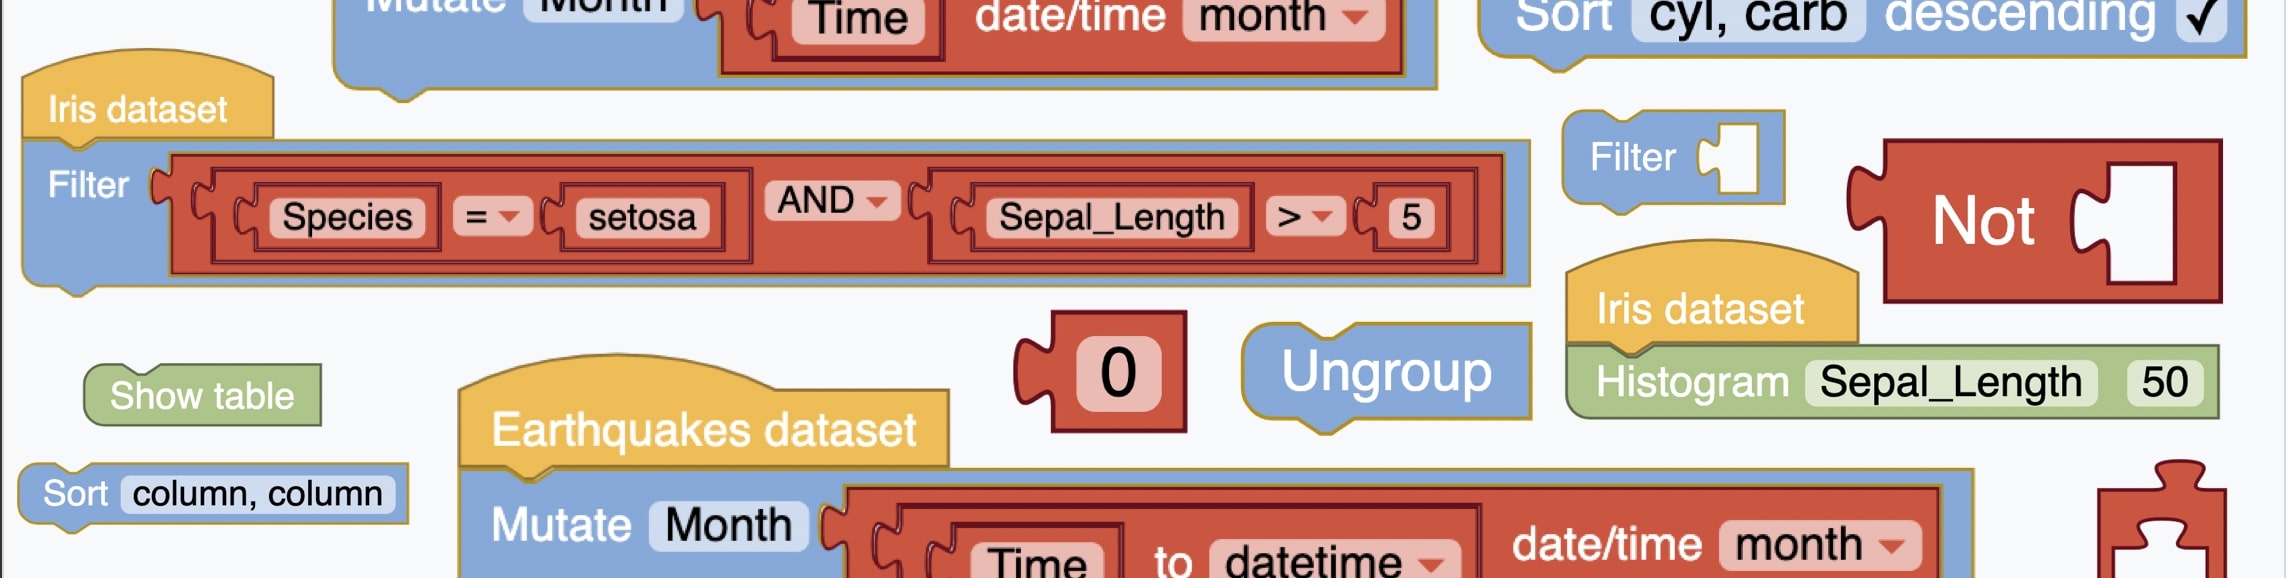 Mutate Month Time date/time month
Sort cyl, carb descending ✓
Iris dataset
Filter Species = setosa AND Sepal_Length > 5
Filter
Not
Iris dataset
Histogram Sepal_Length 50
0
Ungroup
Show table
Earthquakes dataset
Sort column, column
Mutate Month Time to datetime date/time month